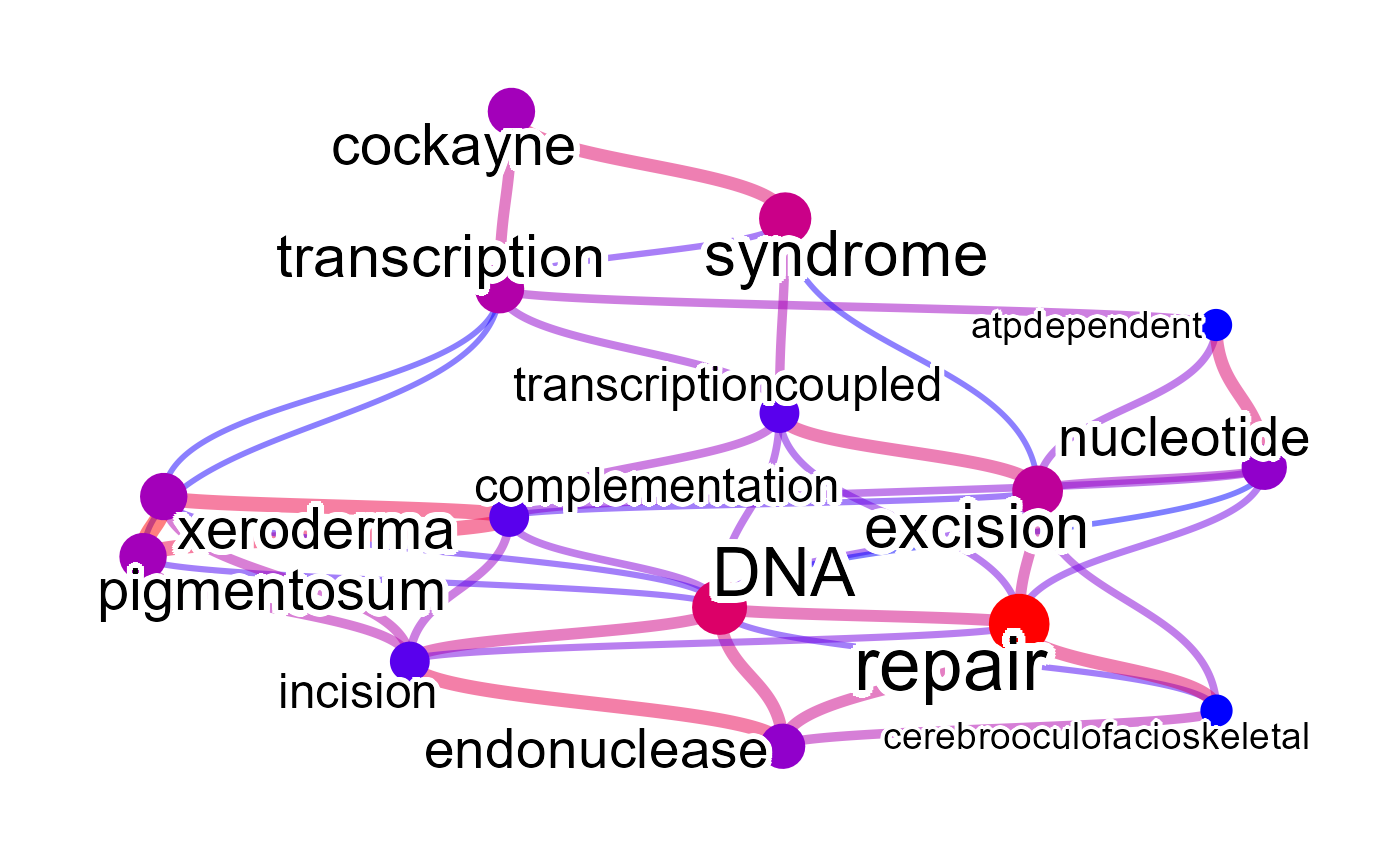 cockayne
transcription
syndrome
atpdependent
transcriptioncoupled
nucleotide
complementation
xeroderma
excision
pigmentosum
DNA
repair
incision
endonuclease
cerebrooculofacioskeletal